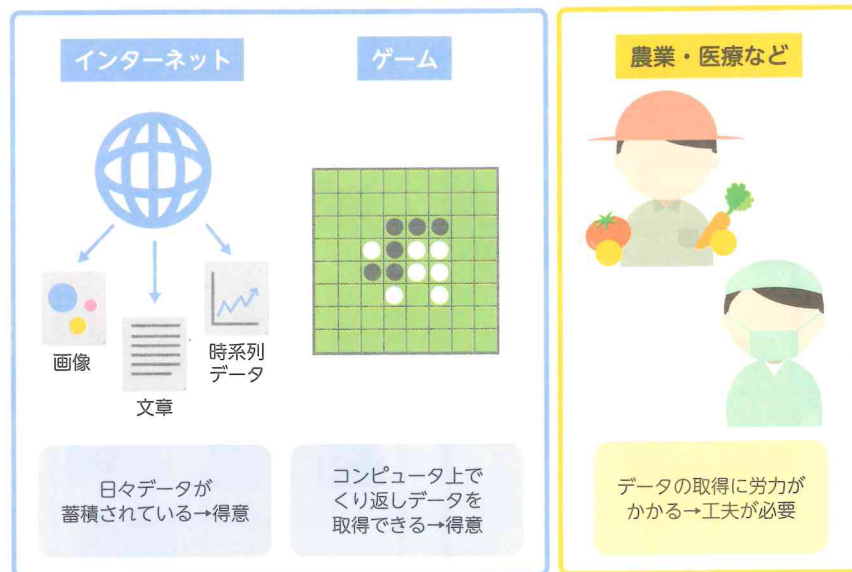 インターネット
ゲーム
農業・医療など
画像
文章
時系列
データ
日々データが
蓄積されている→得意
コンピュータ上で
くり返しデータを
取得できる→得意
データの取得に労力が
かかる→工夫が必要